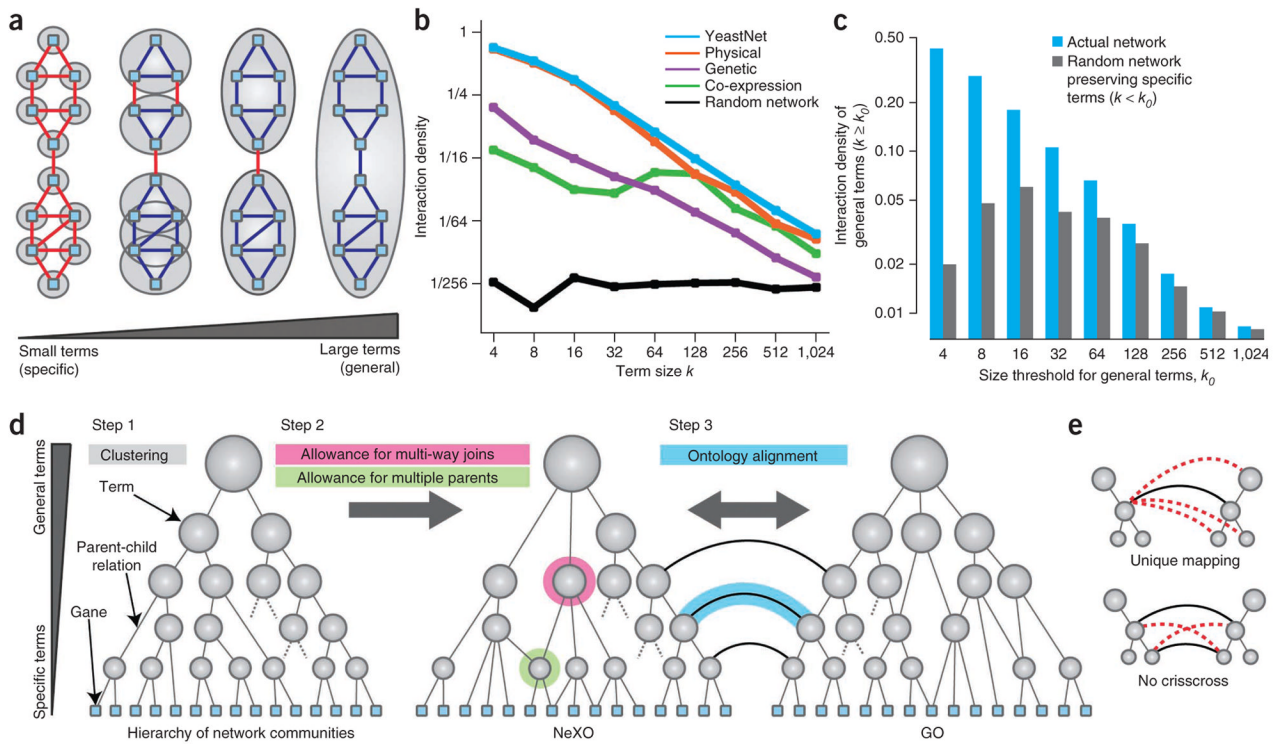 a
Small terms
(specific)
Large terms
(general)
b
Interaction density
1
1/4
1/16
1/64
1/256
YeastNet
Physical
Genetic
Co-expression
Random network
4 8 16 32 64 128 256 512 1,024
Term size k
c
Interaction density of
general terms (k ≥ k0)
0.50
0.20
0.10
0.05
0.02
0.01
Actual network
Random network
preserving specific
terms (k < k0)
4 8 16 32 64 128 256 512 1,024
Size threshold for general terms, k0
d
General terms
Specific terms
Step 1
Clustering
Term
Parent-child
relation
Gane
Hierarchy of network communities
Step 2
Allowance for multi-way joins
Allowance for multiple parents
NeXO
Step 3
Ontology alignment
GO
e
Unique mapping
No crisscross